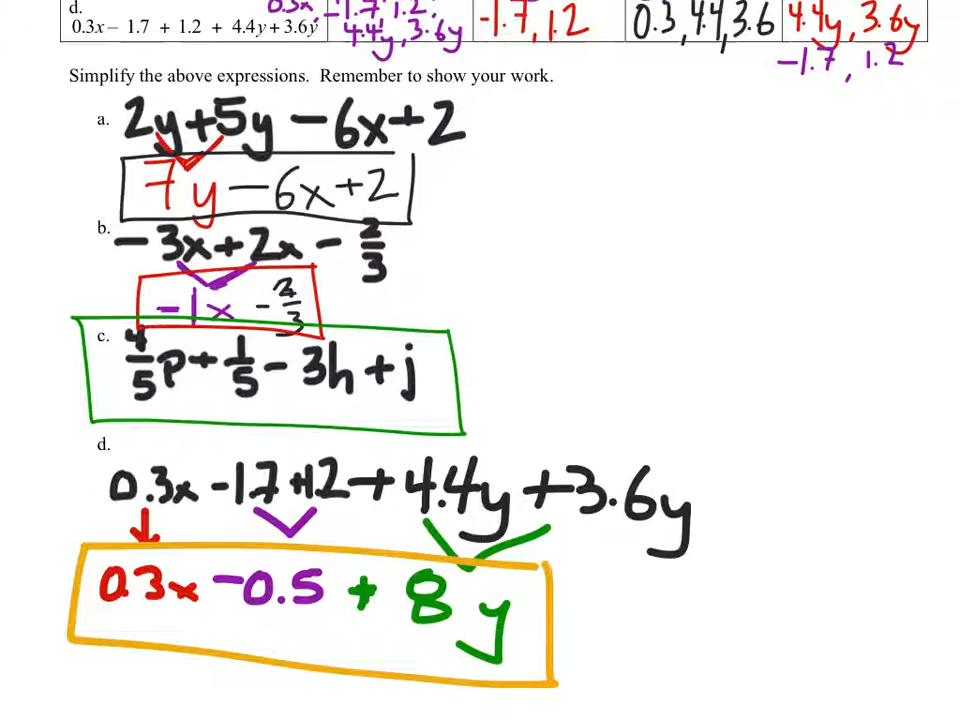 d.
0.3x − 1.7 + 1.2 + 4.4y + 3.6y
0.3x, −1.7, 1.2,
4.4y, 3.6y
-1.7, 1.2
0.3, 4.4, 3.6
4.4y, 3.6y
−1.7, 1.2
Simplify the above expressions. Remember to show your work.
a. 2y+5y − 6x+2
7y − 6x+2
b. − 3x+2x − 2/3
−1x − 2/3
c. 4/5p+1/5 − 3h +j
d.
0.3x -1.7+1.2+4.4y+3.6y
0.3x −0.5 + 8y